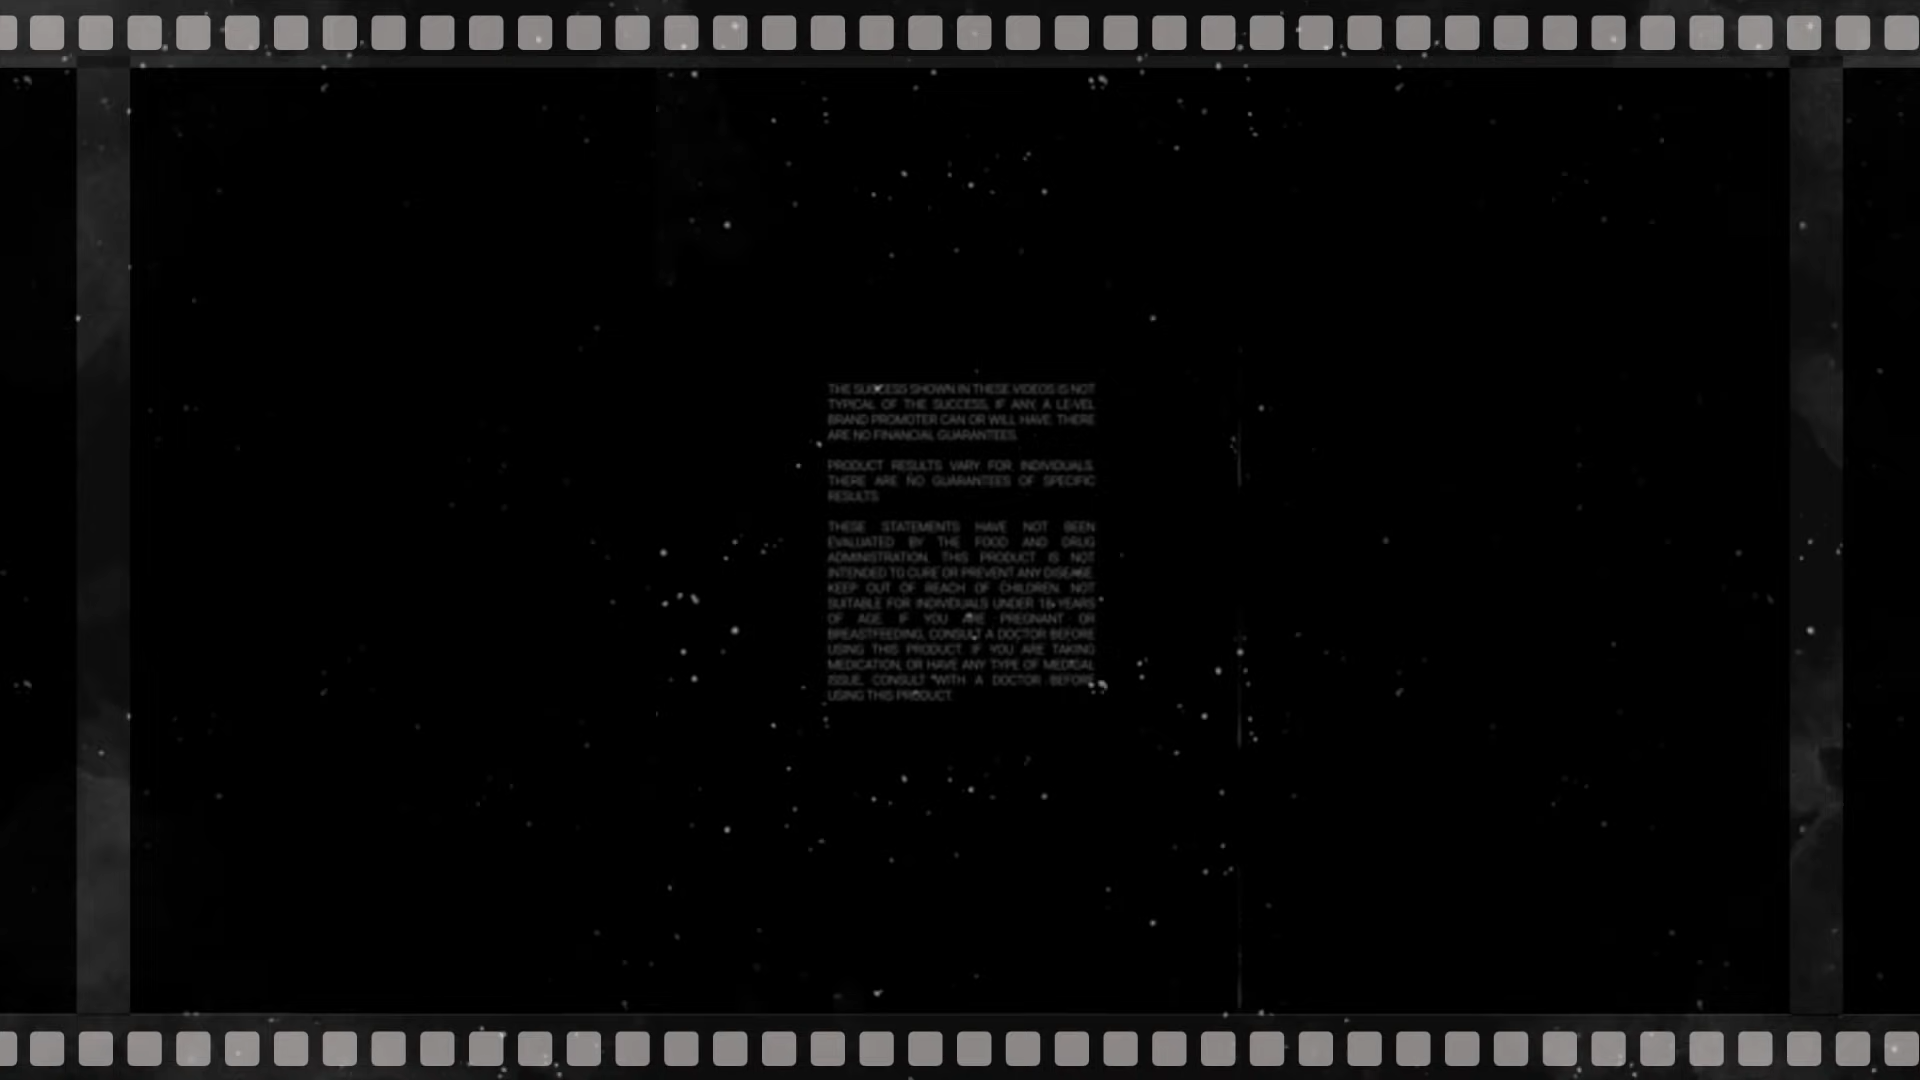 THE SUCCESS SHOWN IN THESE VIDEOS IS NOT
TYPICAL OF THE SUCCESS, IF ANY, A LE-VEL
BRAND PROMOTER CAN OR WILL HAVE. THERE
ARE NO FINANCIAL GUARANTEES.
PRODUCT RESULTS VARY FOR INDIVIDUALS.
THERE ARE NO GUARANTEES OF SPECIFIC
RESULTS.
THESE STATEMENTS HAVE NOT BEEN
EVALUATED BY THE FOOD AND DRUG
ADMINISTRATION. THIS PRODUCT IS NOT
INTENDED TO CURE OR PREVENT ANY DISEASE.
KEEP OUT OF REACH OF CHILDREN. NOT
SUITABLE FOR INDIVIDUALS UNDER 18 YEARS
OF AGE. IF YOU ARE PREGNANT OR
BREASTFEEDING, CONSULT A DOCTOR BEFORE
USING THIS PRODUCT. IF YOU ARE TAKING
MEDICATION, OR HAVE ANY TYPE OF MEDICAL
ISSUE, CONSULT WITH A DOCTOR BEFORE
USING THIS PRODUCT.